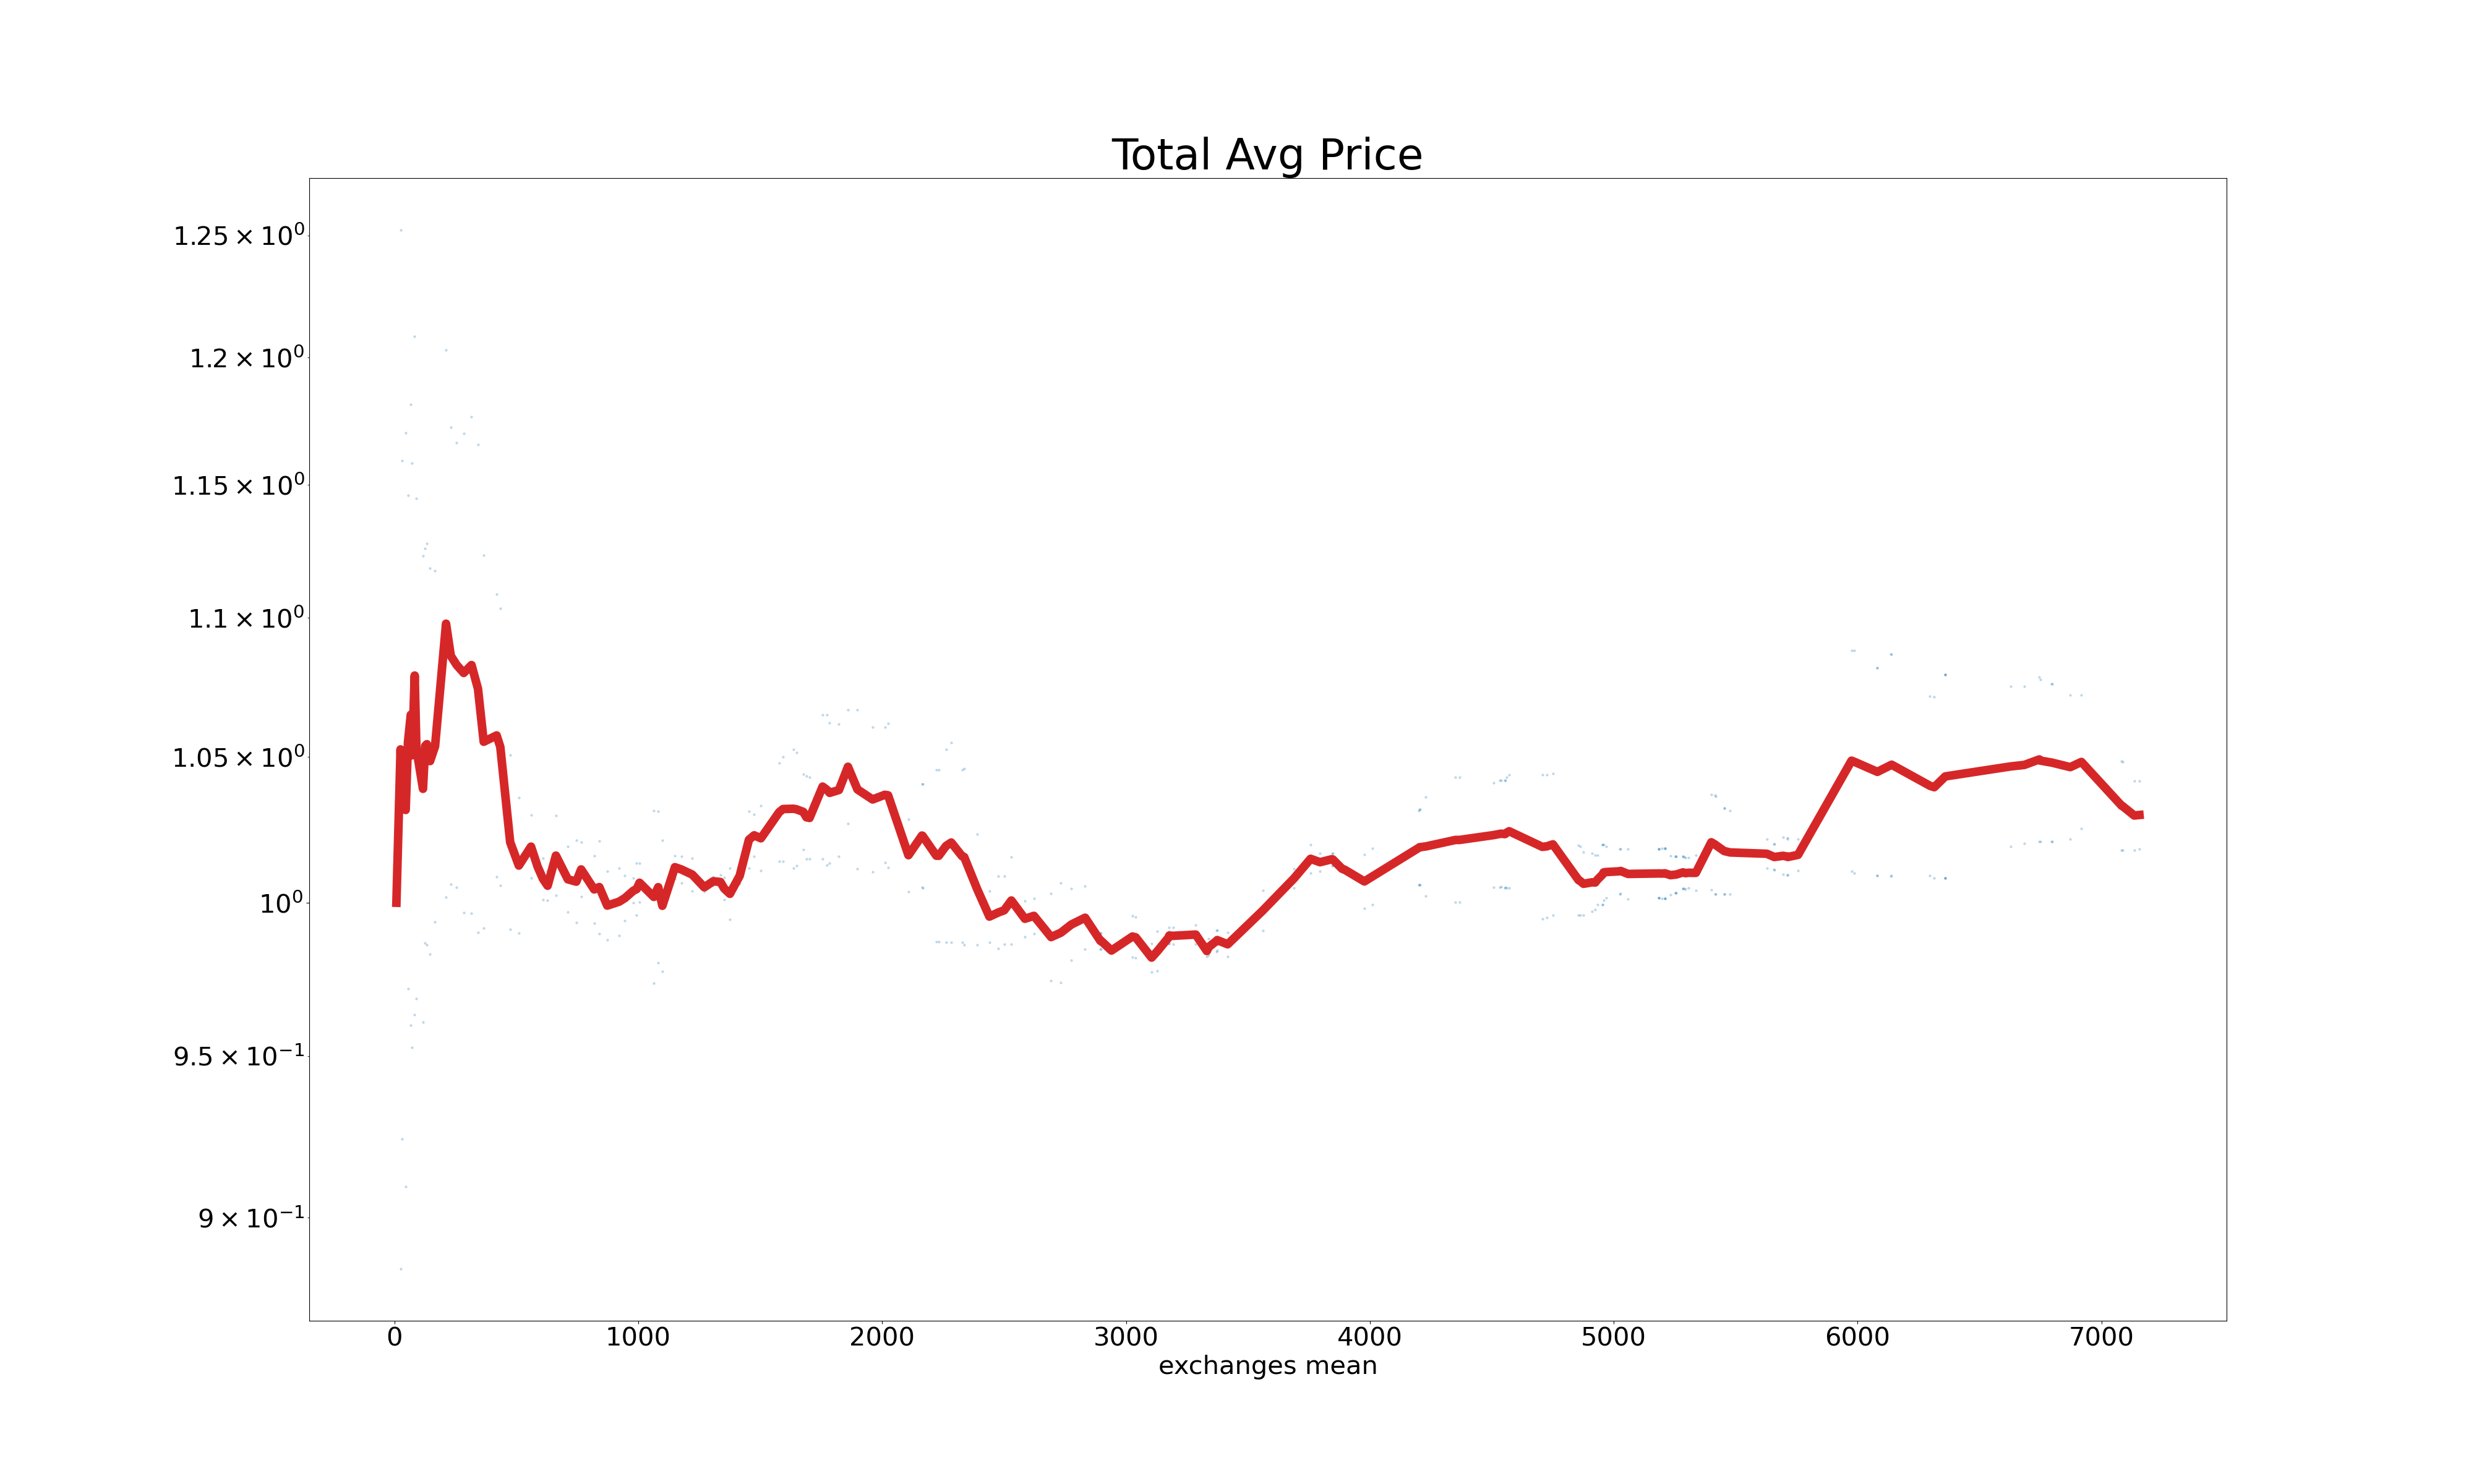 Total Avg Price
1.25 × 10⁰
1.2 × 10⁰
1.15 × 10⁰
1.1 × 10⁰
1.05 × 10⁰
10⁰
9.5 × 10⁻¹
9 × 10⁻¹
0 1000 2000 3000 4000 5000 6000 7000
exchanges mean